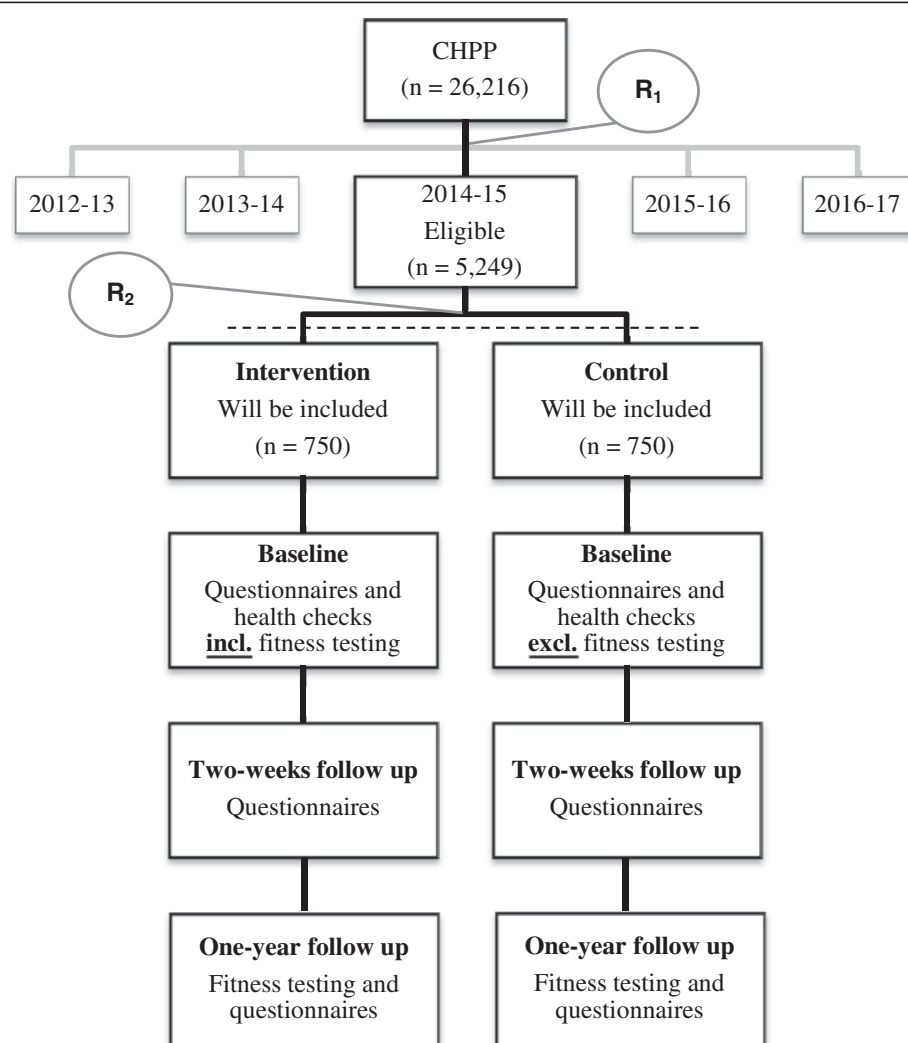 CHPP
(n = 26,216)
R1
2012-13
2013-14
2014-15
Eligible
(n = 5,249)
2015-16
2016-17
R2
Intervention
Will be included
(n = 750)
Control
Will be included
(n = 750)
Baseline
Questionnaires and
health checks
incl. fitness testing
Baseline
Questionnaires and
health checks
excl. fitness testing
Two-weeks follow up
Questionnaires
Two-weeks follow up
Questionnaires
One-year follow up
Fitness testing and
questionnaires
One-year follow up
Fitness testing and
questionnaires